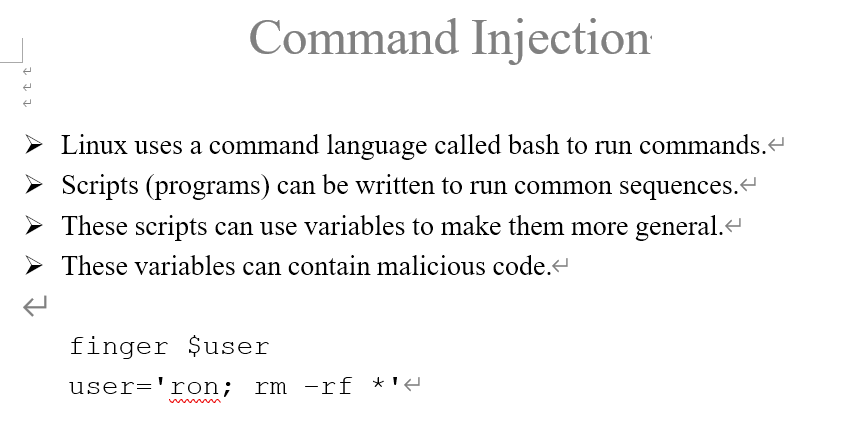 Command Injection
Linux uses a command language called bash to run commands.
Scripts (programs) can be written to run common sequences.
These scripts can use variables to make them more general.
These variables can contain malicious code.
finger $user
user='ron; rm -rf *'